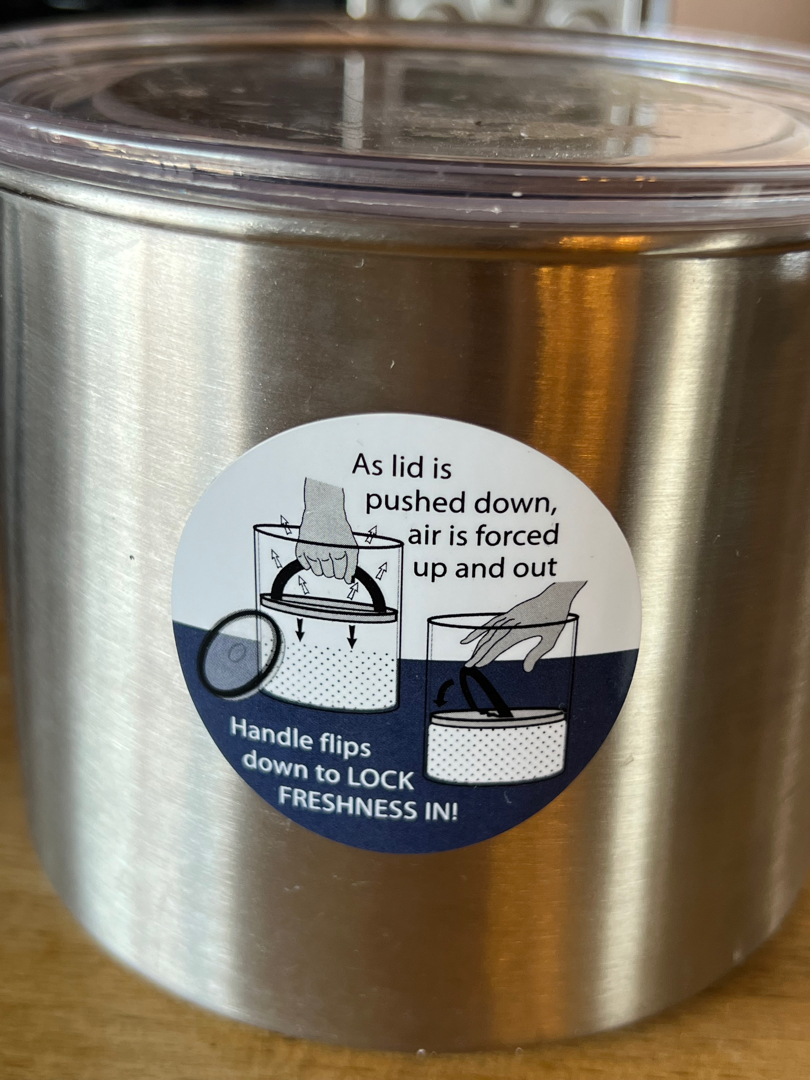 As lid is
pushed down,
air is forced
up and out
Handle flips
down to LOCK
FRESHNESS IN!